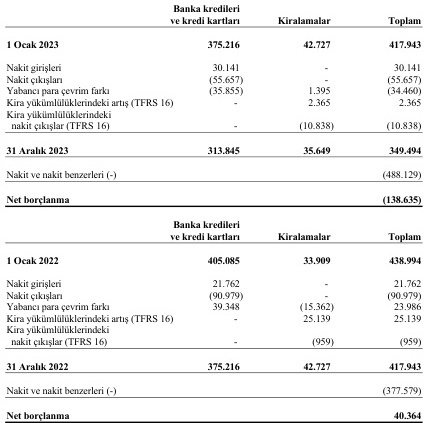 Banka kredileri
ve kredi kartları Kiralamalar Toplam
1 Ocak 2023 375.216 42.727 417.943
Nakit girişleri 30.141 - 30.141
Nakit çıkışları (55.657) - (55.657)
Yabancı para çevrim farkı (35.855) 1.395 (34.460)
Kira yükümlülüklerindeki artış (TFRS 16) - 2.365 2.365
Kira yükümlülüklerindeki
nakit çıkışlar (TFRS 16) - (10.838) (10.838)
31 Aralık 2023 313.845 35.649 349.494
Nakit ve nakit benzerleri (-) (488.129)
Net borçlanma (138.635)
Banka kredileri
ve kredi kartları Kiralamalar Toplam
1 Ocak 2022 405.085 33.909 438.994
Nakit girişleri 21.762 - 21.762
Nakit çıkışları (90.979) - (90.979)
Yabancı para çevrim farkı 39.348 (15.362) 23.986
Kira yükümlülüklerindeki artış (TFRS 16) - 25.139 25.139
Kira yükümlülüklerindeki
nakit çıkışlar (TFRS 16) - (959) (959)
31 Aralık 2022 375.216 42.727 417.943
Nakit ve nakit benzerleri (-) (377.579)
Net borçlanma 40.364